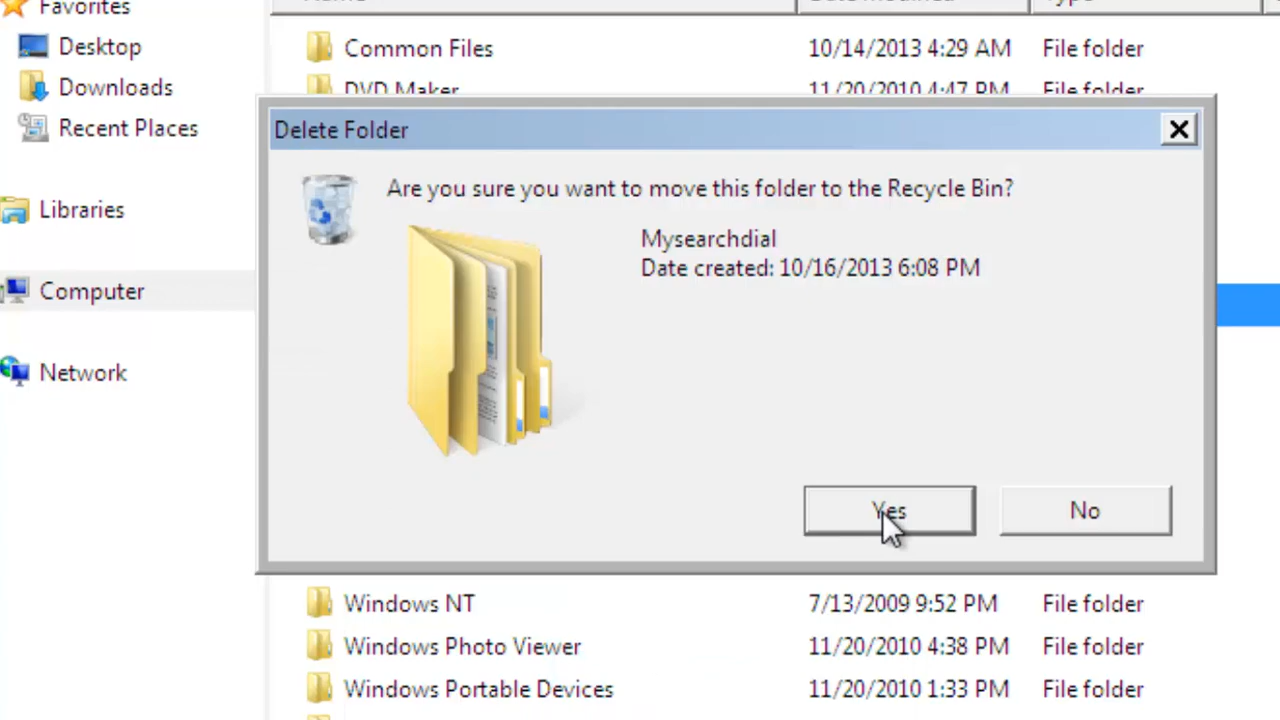 Favorites
Name Date modified Type
Desktop
Common Files 10/14/2013 4:29 AM File folder
Downloads
DVD Maker 11/20/2010 4:47 PM File folder
Recent Places
Delete Folder
Are you sure you want to move this folder to the Recycle Bin?
Libraries
Mysearchdial
Date created: 10/16/2013 6:08 PM
Computer
Network
Yes No
Windows NT 7/13/2009 9:52 PM File folder
Windows Photo Viewer 11/20/2010 4:38 PM File folder
Windows Portable Devices 11/20/2010 1:33 PM File folder